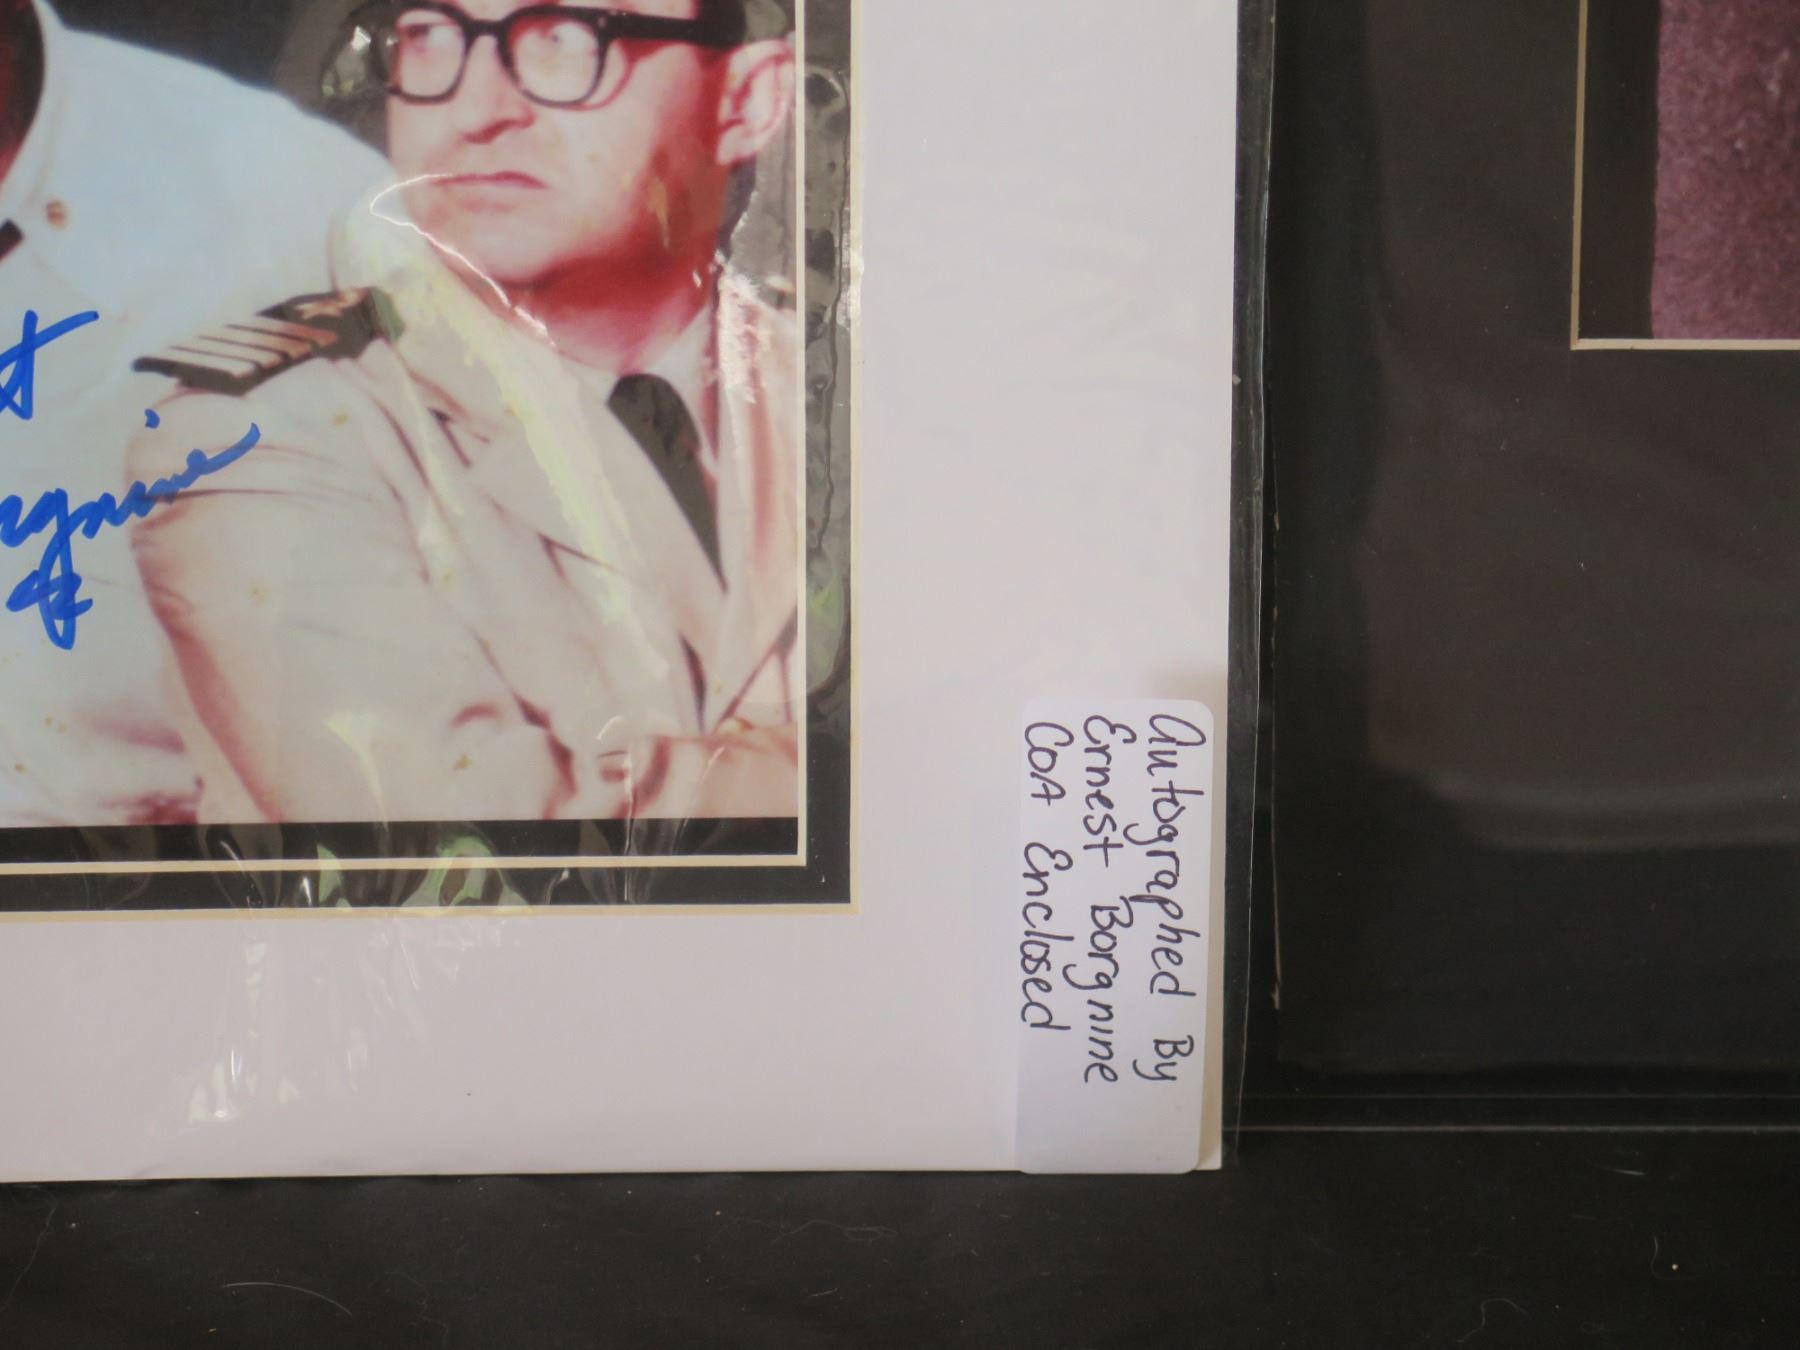 Autographed By
Ernest Borgnine
COA Enclosed